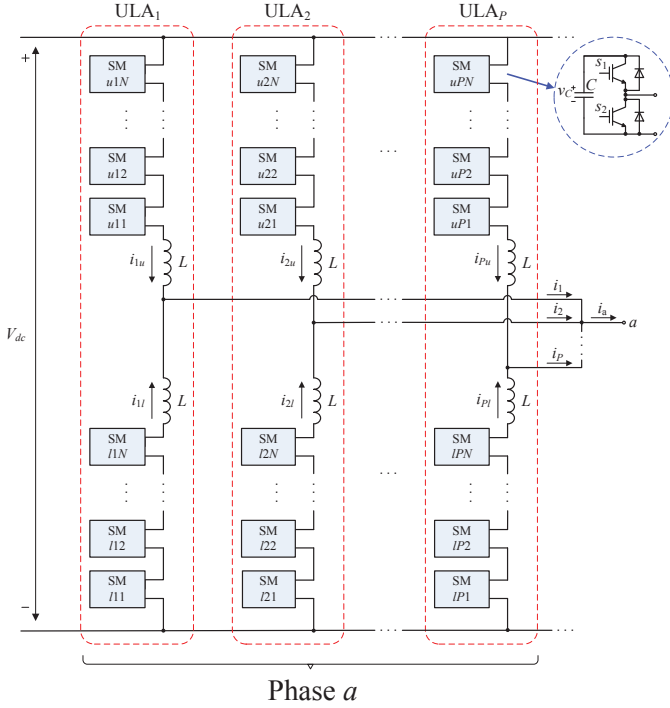 ULA1 ULA2 ULAP
+ SM u1N SM u2N SM uPN
s1 vC + − C s2
SM u12 SM u22 SM uP2
SM u11 SM u21 SM uP1
i1u L i2u L iPu L
i1
i2 ia a
Vdc
iP
i1l L i2l L iPl L
SM l1N SM l2N SM lPN
SM l12 SM l22 SM lP2
− SM l11 SM l21 SM lP1
Phase a